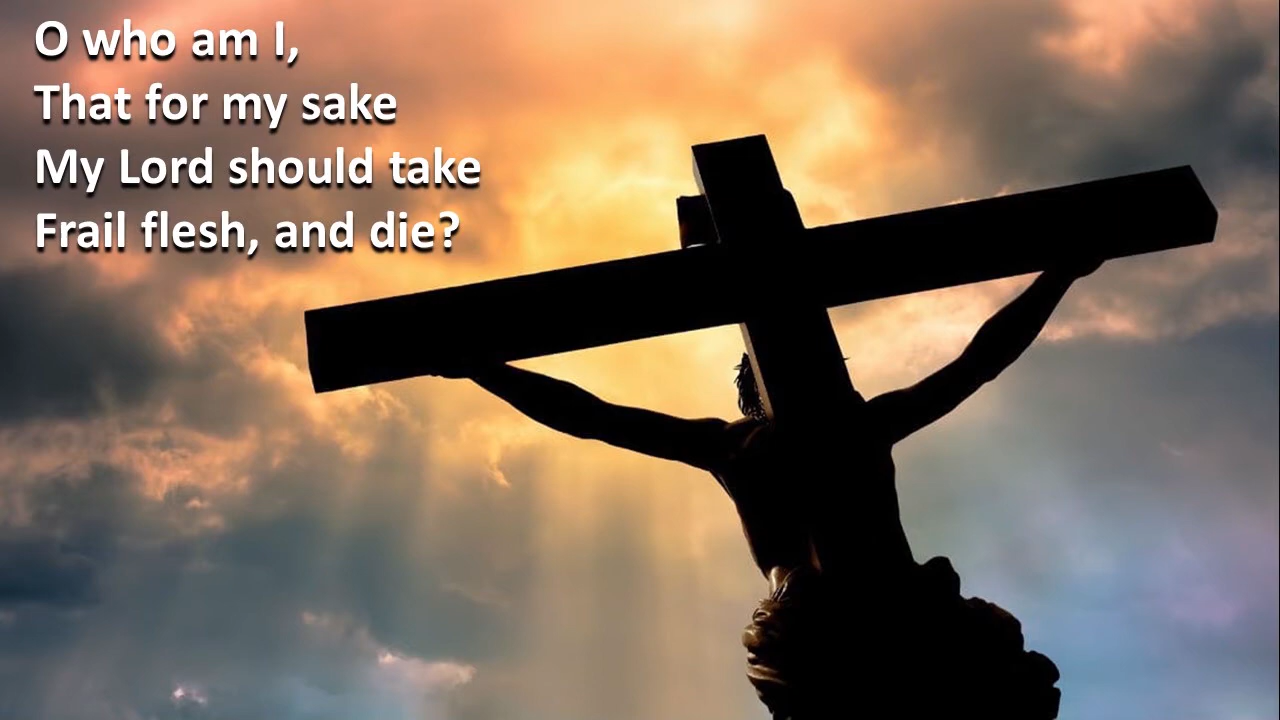 O who am I,
That for my sake
My Lord should take
Frail flesh, and die?